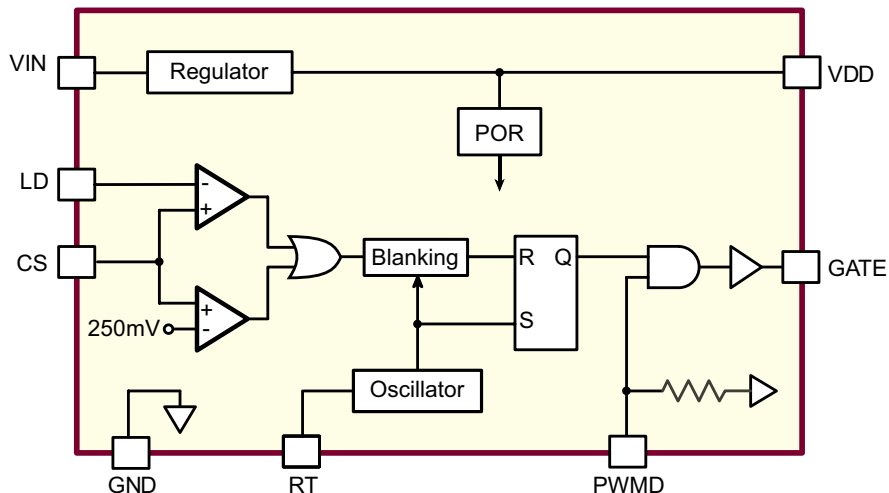 VIN
Regulator
VDD
POR
LD
-
+
CS
Blanking
R Q
GATE
+
250mV
-
S
Oscillator
GND
RT
PWMD